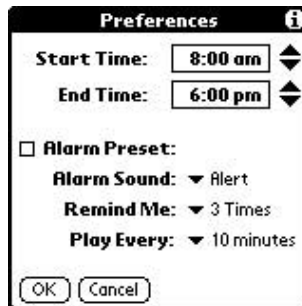 Preferences i
Start Time: 8:00 am
End Time: 6:00 pm
Alarm Preset:
Alarm Sound: Alert
Remind Me: 3 Times
Play Every: 10 minutes
OK Cancel